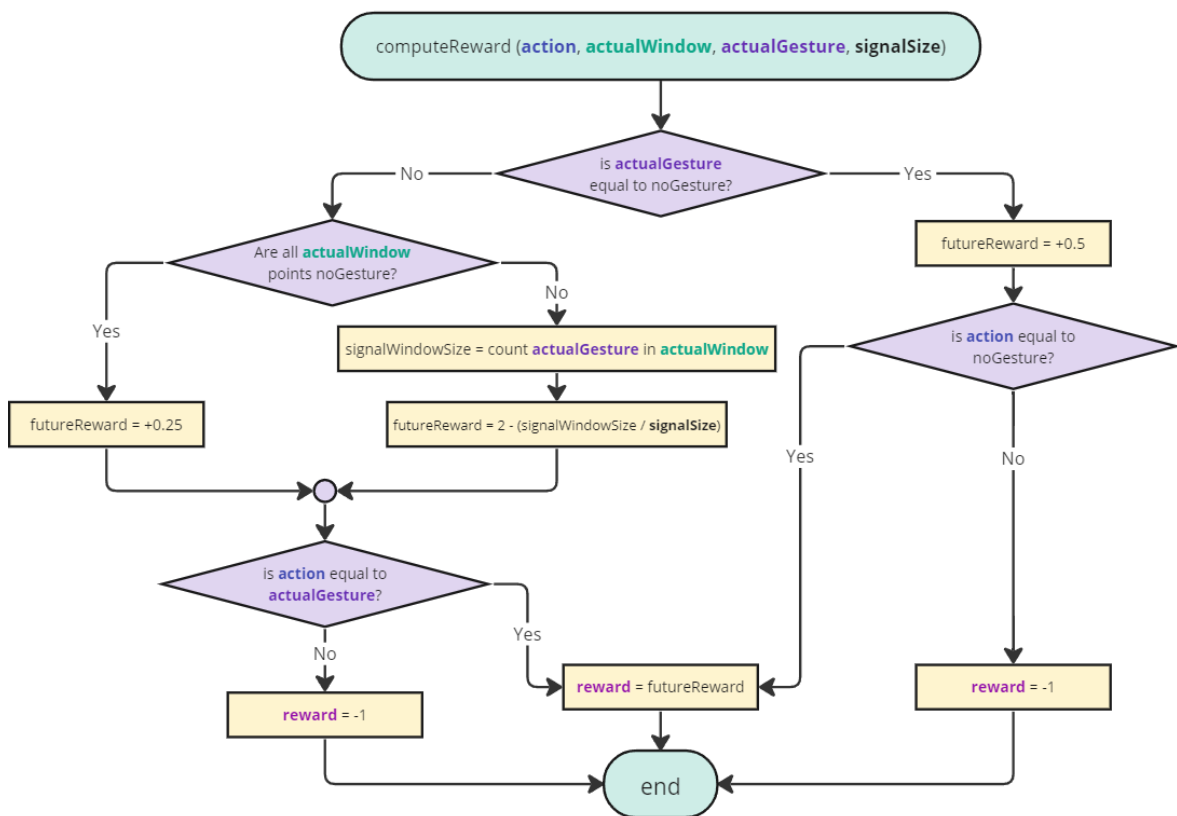 computeReward (action, actualWindow, actualGesture, signalSize)
is actualGesture
equal to noGesture?
No
Yes
Are all actualWindow
points noGesture?
futureReward = +0.5
No
Yes
signalWindowSize = count actualGesture in actualWindow
is action equal to
noGesture?
futureReward = +0.25
futureReward = 2 - (signalWindowSize / signalSize)
Yes
No
is action equal to
actualGesture?
Yes
No
reward = futureReward
reward = -1
reward = -1
end